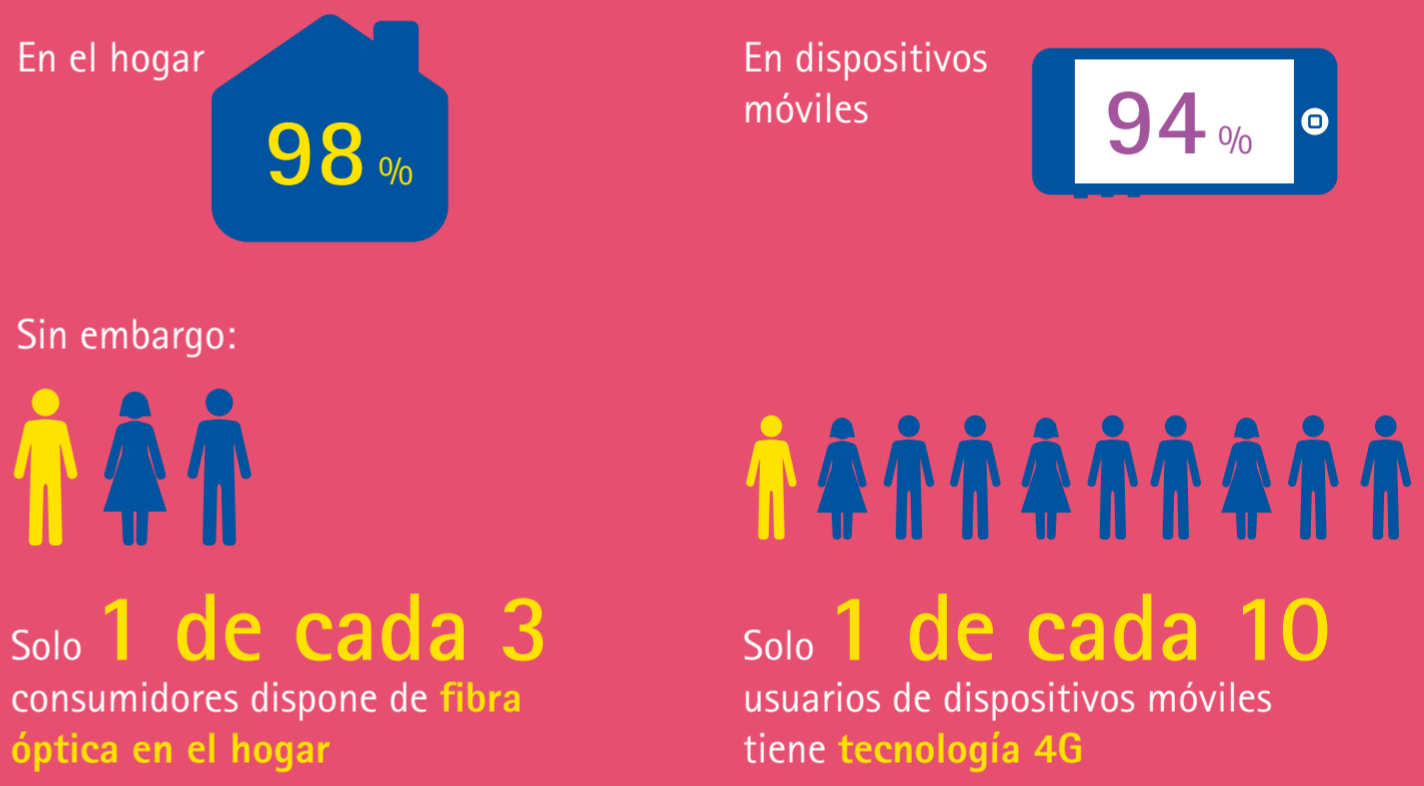 En el hogar
98 %
En dispositivos
móviles
94 %
Sin embargo:
Solo 1 de cada 3
consumidores dispone de fibra
óptica en el hogar
Solo 1 de cada 10
usuarios de dispositivos móviles
tiene tecnología 4G